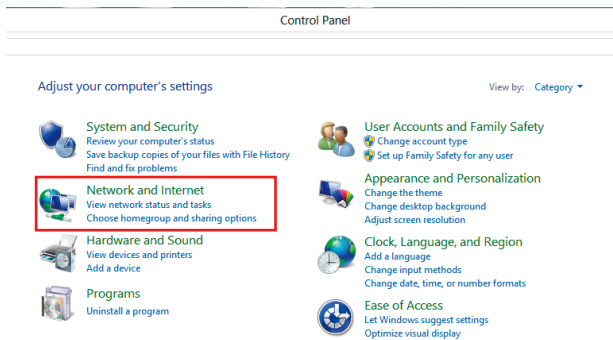 Control Panel
Adjust your computer's settings
View by: Category
System and Security
Review your computer's status
Save backup copies of your files with File History
Find and fix problems
Network and Internet
View network status and tasks
Choose homegroup and sharing options
Hardware and Sound
View devices and printers
Add a device
Programs
Uninstall a program
User Accounts and Family Safety
Change account type
Set up Family Safety for any user
Appearance and Personalization
Change the theme
Change desktop background
Adjust screen resolution
Clock, Language, and Region
Add a language
Change input methods
Change date, time, or number formats
Ease of Access
Let Windows suggest settings
Optimize visual display